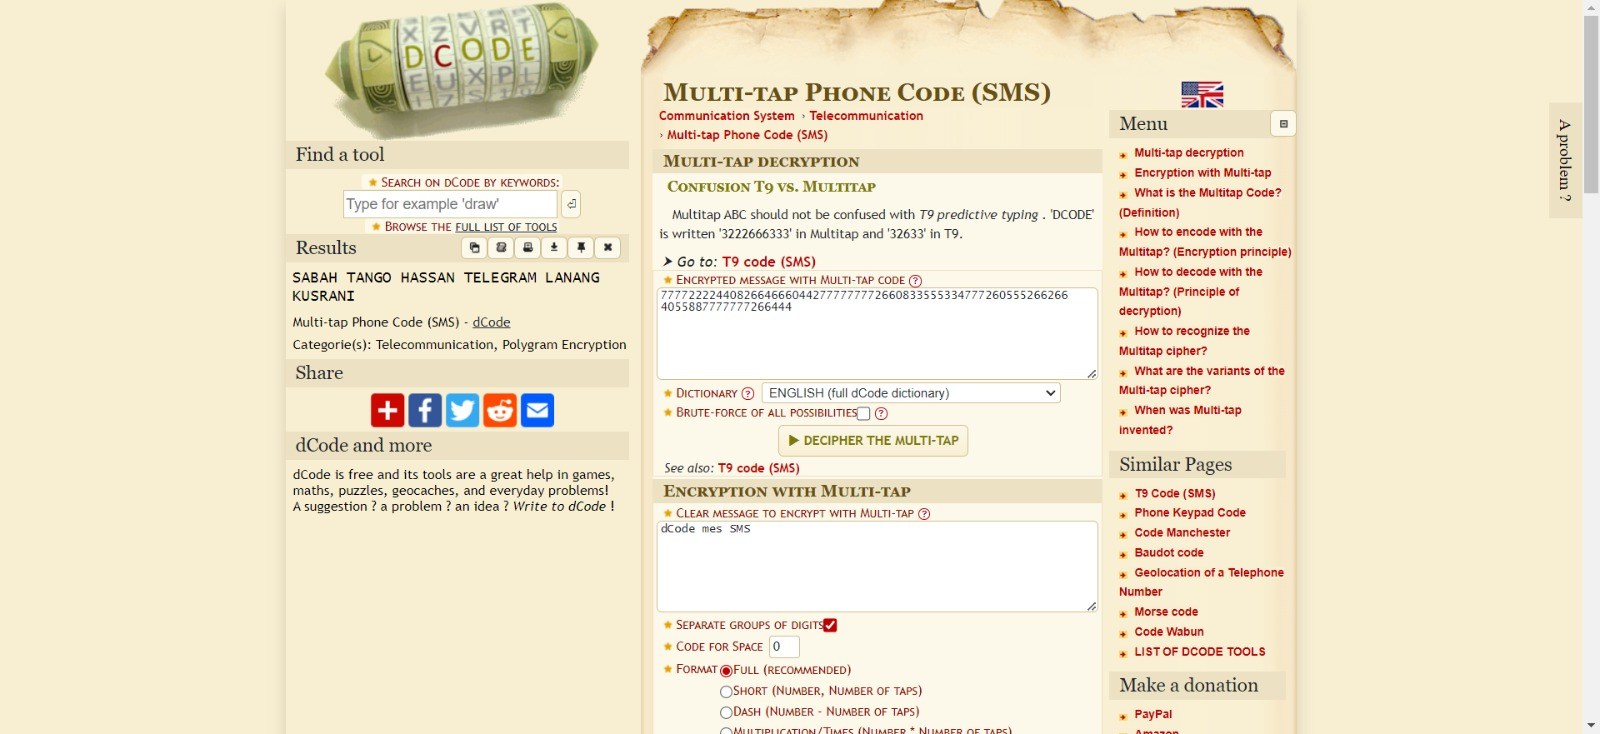 DCODE
Find a tool
★ Search on dCode by keywords:
Type for example 'draw'
★ Browse the full list of tools
Results
SABAH TANGO HASSAN TELEGRAM LANANG
KUSRANI
Multi-tap Phone Code (SMS) - dCode
Categorie(s): Telecommunication, Polygram Encryption
Share
dCode and more
dCode is free and its tools are a great help in games,
maths, puzzles, geocaches, and everyday problems!
A suggestion ? a problem ? an idea ? Write to dCode !
Multi-tap Phone Code (SMS)
Communication System › Telecommunication
› Multi-tap Phone Code (SMS)
Multi-tap decryption
Confusion T9 vs. Multitap
Multitap ABC should not be confused with T9 predictive typing . 'DCODE'
is written '3222666333' in Multitap and '32633' in T9.
➤ Go to: T9 code (SMS)
★ Encrypted message with Multi-tap code ?
4055887777777266444
★ Dictionary ? ENGLISH (full dCode dictionary)
★ Brute-force of all possibilities ?
▶ DECIPHER THE MULTI-TAP
See also: T9 code (SMS)
Encryption with Multi-tap
★ Clear message to encrypt with Multi-tap ?
dCode mes SMS
★ Separate groups of digits
★ Code for Space 0
★ Format Full (recommended)
Short (Number, Number of taps)
Dash (Number - Number of taps)
Multiplication/Times (Number * Number of taps)
Menu
Multi-tap decryption
Encryption with Multi-tap
What is the Multitap Code?
(Definition)
How to encode with the
Multitap? (Encryption principle)
How to decode with the
Multitap? (Principle of
decryption)
How to recognize the
Multitap cipher?
What are the variants of the
Multi-tap cipher?
When was Multi-tap
invented?
Similar Pages
T9 Code (SMS)
Phone Keypad Code
Code Manchester
Baudot code
Geolocation of a Telephone
Number
Morse code
Code Wabun
LIST OF DCODE TOOLS
Make a donation
PayPal
Amazon
A problem ?